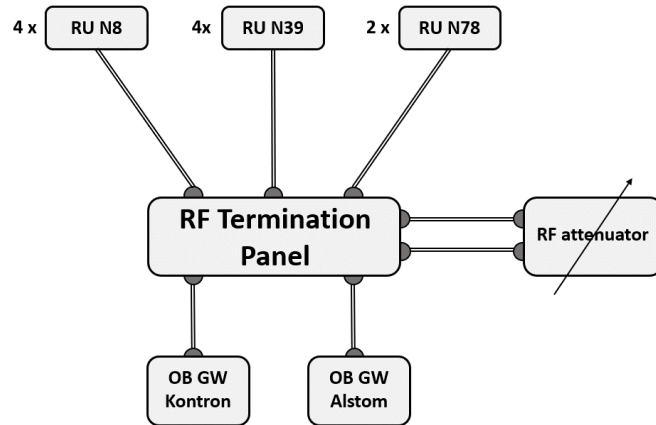 4 x RU N8 4x RU N39 2 x RU N78
RF Termination
Panel
RF attenuator
OB GW
Kontron
OB GW
Alstom